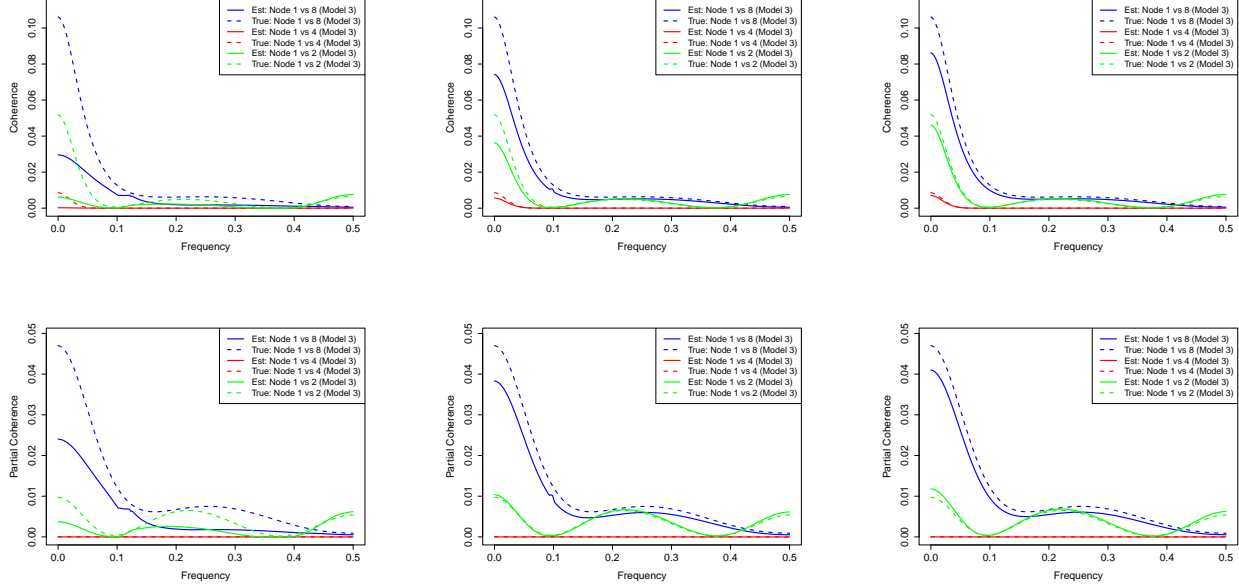 Est: Node 1 vs 8 (Model 3)
True: Node 1 vs 8 (Model 3)
Est: Node 1 vs 4 (Model 3)
True: Node 1 vs 4 (Model 3)
Est: Node 1 vs 2 (Model 3)
True: Node 1 vs 2 (Model 3)
Coherence
0.10
0.08
0.06
0.04
0.02
0.00
0.0 0.1 0.2 0.3 0.4 0.5
Frequency
Est: Node 1 vs 8 (Model 3)
True: Node 1 vs 8 (Model 3)
Est: Node 1 vs 4 (Model 3)
True: Node 1 vs 4 (Model 3)
Est: Node 1 vs 2 (Model 3)
True: Node 1 vs 2 (Model 3)
Coherence
0.10
0.08
0.06
0.04
0.02
0.00
0.0 0.1 0.2 0.3 0.4 0.5
Frequency
Est: Node 1 vs 8 (Model 3)
True: Node 1 vs 8 (Model 3)
Est: Node 1 vs 4 (Model 3)
True: Node 1 vs 4 (Model 3)
Est: Node 1 vs 2 (Model 3)
True: Node 1 vs 2 (Model 3)
Coherence
0.10
0.08
0.06
0.04
0.02
0.00
0.0 0.1 0.2 0.3 0.4 0.5
Frequency
Est: Node 1 vs 8 (Model 3)
True: Node 1 vs 8 (Model 3)
Est: Node 1 vs 4 (Model 3)
True: Node 1 vs 4 (Model 3)
Est: Node 1 vs 2 (Model 3)
True: Node 1 vs 2 (Model 3)
Partial Coherence
0.05
0.04
0.03
0.02
0.01
0.00
0.0 0.1 0.2 0.3 0.4 0.5
Frequency
Est: Node 1 vs 8 (Model 3)
True: Node 1 vs 8 (Model 3)
Est: Node 1 vs 4 (Model 3)
True: Node 1 vs 4 (Model 3)
Est: Node 1 vs 2 (Model 3)
True: Node 1 vs 2 (Model 3)
Partial Coherence
0.05
0.04
0.03
0.02
0.01
0.00
0.0 0.1 0.2 0.3 0.4 0.5
Frequency
Est: Node 1 vs 8 (Model 3)
True: Node 1 vs 8 (Model 3)
Est: Node 1 vs 4 (Model 3)
True: Node 1 vs 4 (Model 3)
Est: Node 1 vs 2 (Model 3)
True: Node 1 vs 2 (Model 3)
Partial Coherence
0.05
0.04
0.03
0.02
0.01
0.00
0.0 0.1 0.2 0.3 0.4 0.5
Frequency